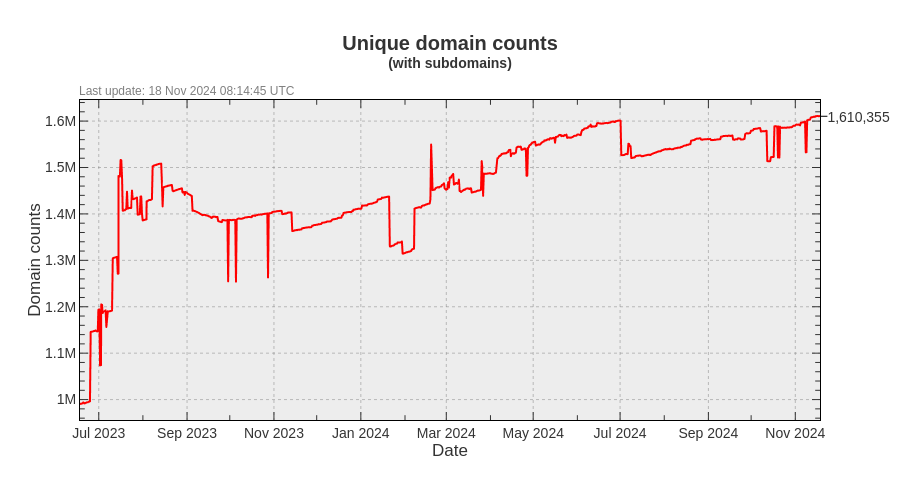 Unique domain counts
(with subdomains)
Last update: 18 Nov 2024 08:14:45 UTC
1.6M
1,610,355
1.5M
1.4M
1.3M
1.2M
1.1M
1M
Domain counts
Jul 2023 Sep 2023 Nov 2023 Jan 2024 Mar 2024 May 2024 Jul 2024 Sep 2024 Nov 2024
Date